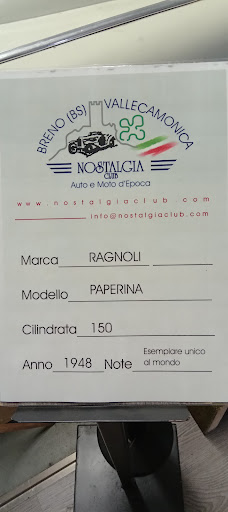 BRENO (BS) VALLECAMONICA
NOSTALGIA
CLUB
Auto e Moto d'Epoca
www.nostalgiaclub.com
info@nostalgiaclub.com
Marca RAGNOLI
Modello PAPERINA
Cilindrata 150
Anno 1948 Note Esemplare unico
al mondo